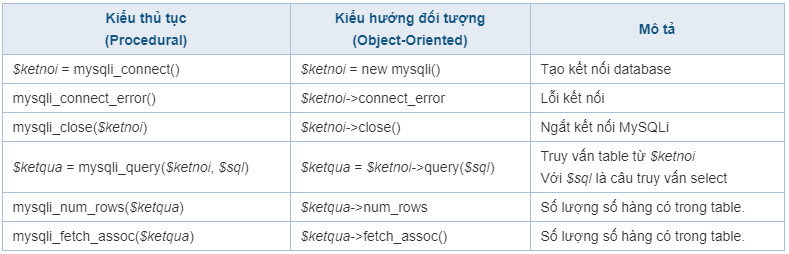 Kiểu thủ tục
(Procedural)
Kiểu hướng đối tượng
(Object-Oriented)
Mô tả
$ketnoi = mysqli_connect()
$ketnoi = new mysqli()
Tạo kết nối database
mysqli_connect_error()
$ketnoi->connect_error
Lỗi kết nối
mysqli_close($ketnoi)
$ketnoi->close()
Ngắt kết nối MySQLi
$ketqua = mysqli_query($ketnoi, $sql)
$ketqua = $ketnoi->query($sql)
Truy vấn table từ $ketnoi
Với $sql là câu truy vấn select
mysqli_num_rows($ketqua)
$ketqua->num_rows
Số lượng số hàng có trong table.
mysqli_fetch_assoc($ketqua)
$ketqua->fetch_assoc()
Số lượng số hàng có trong table.